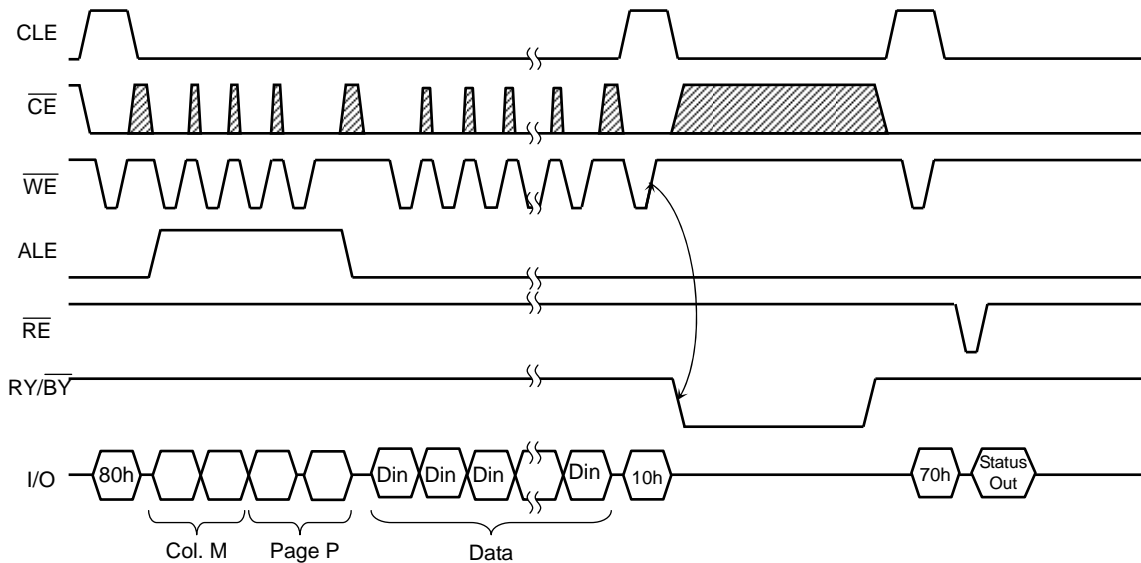 CLE
CE
WE
ALE
RE
RY/BY
I/O
80h
Din
Din
Din
Din
10h
70h
Status
Out
Col. M
Page P
Data